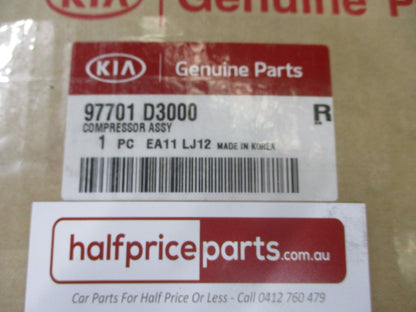 KIA Genuine P
KIA Genuine Parts
97701 D3000 R
COMPRESSOR ASSY
1 PC EA11 LJ12 MADE IN KOREA
halfpriceparts.com.au
Car Parts For Half Price Or Less - Call 0412 760 479